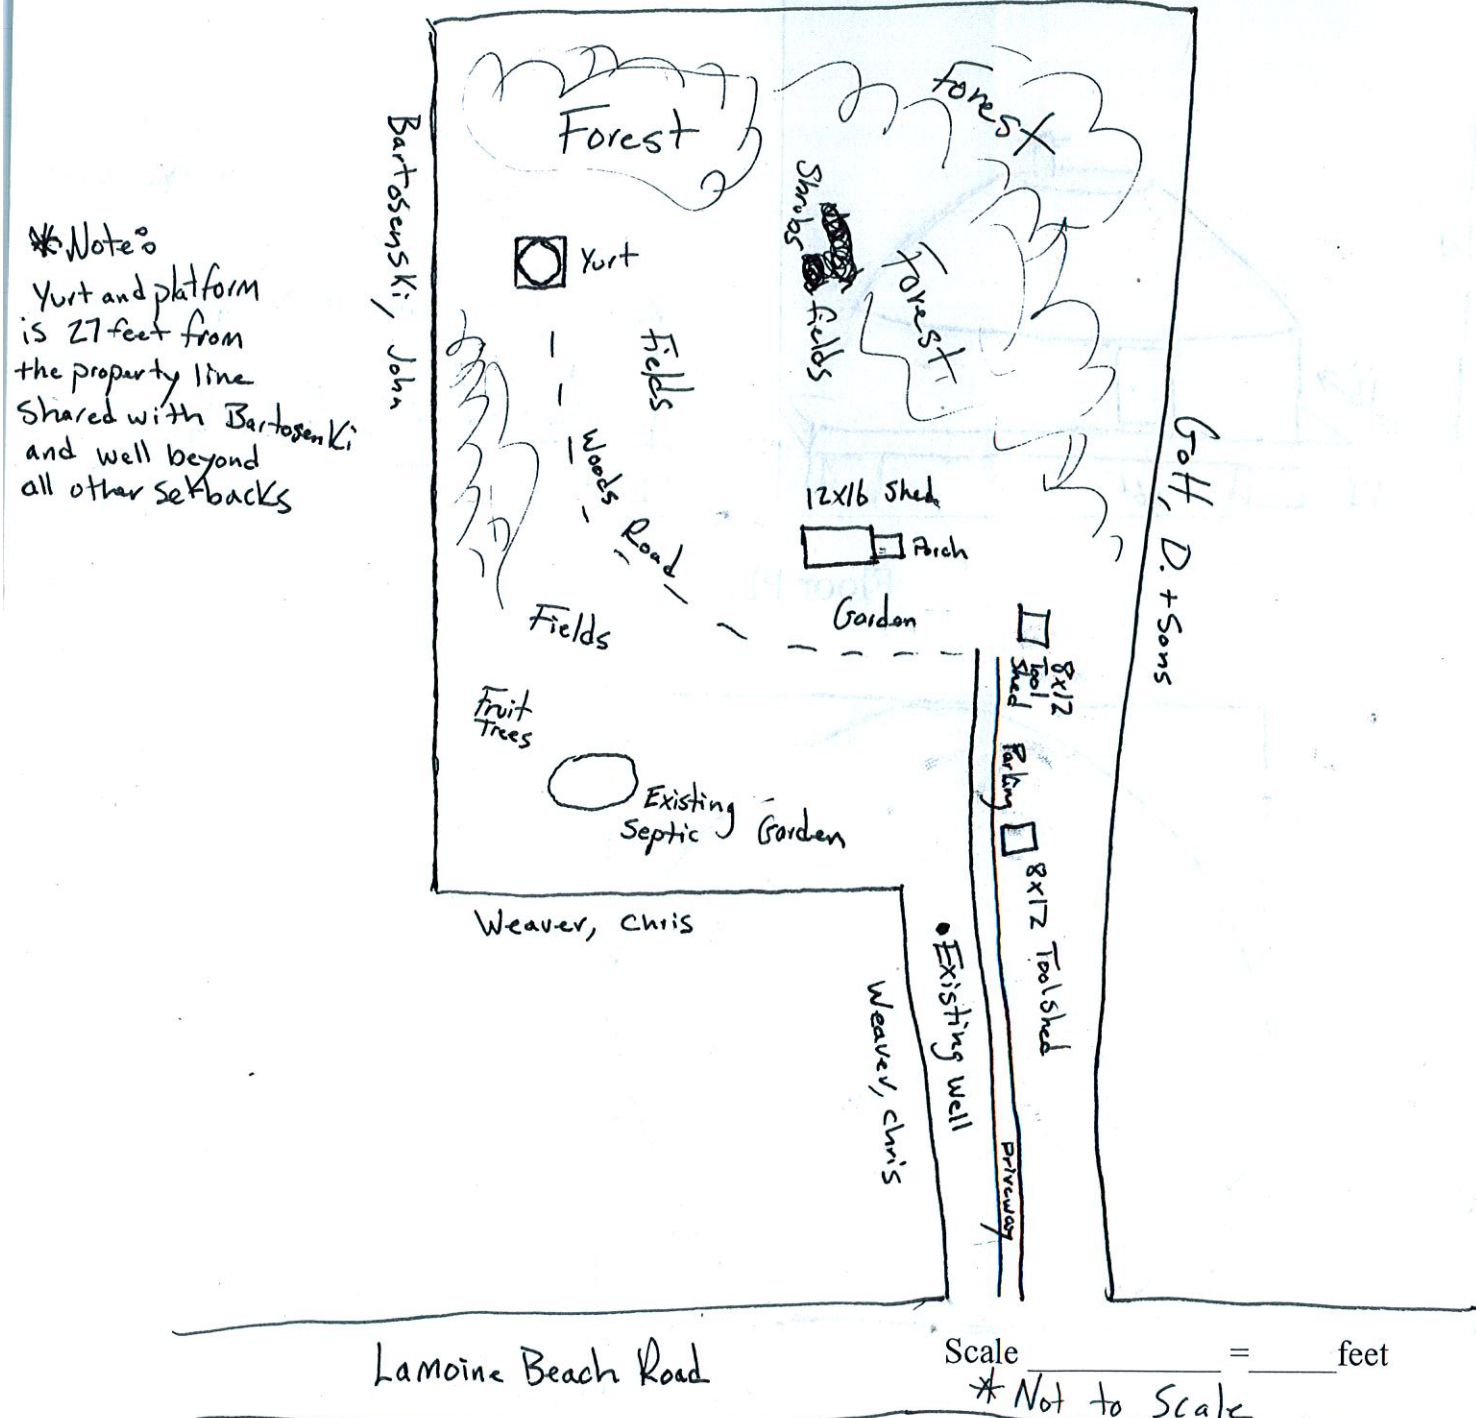 Forest
Forest
Bartosenski, John
Shrubs
fields
Forest
* Note:
Yurt and platform
is 27 feet from
the property line
Shared with Bartosenki
and well beyond
all other setbacks
Yurt
Fields
Woods Road
12x16 Shed
Porch
Garden
Goff, D. + Sons
Fields
8x12
Tool
Shed
Fruit
Trees
Parking
Existing
Septic
Garden
8x12 Toolshed
Weaver, Chris
Existing Well
Weaver, Chris
Driveway
Lamoine Beach Road
Scale ____________ = ______ feet
* Not to Scale